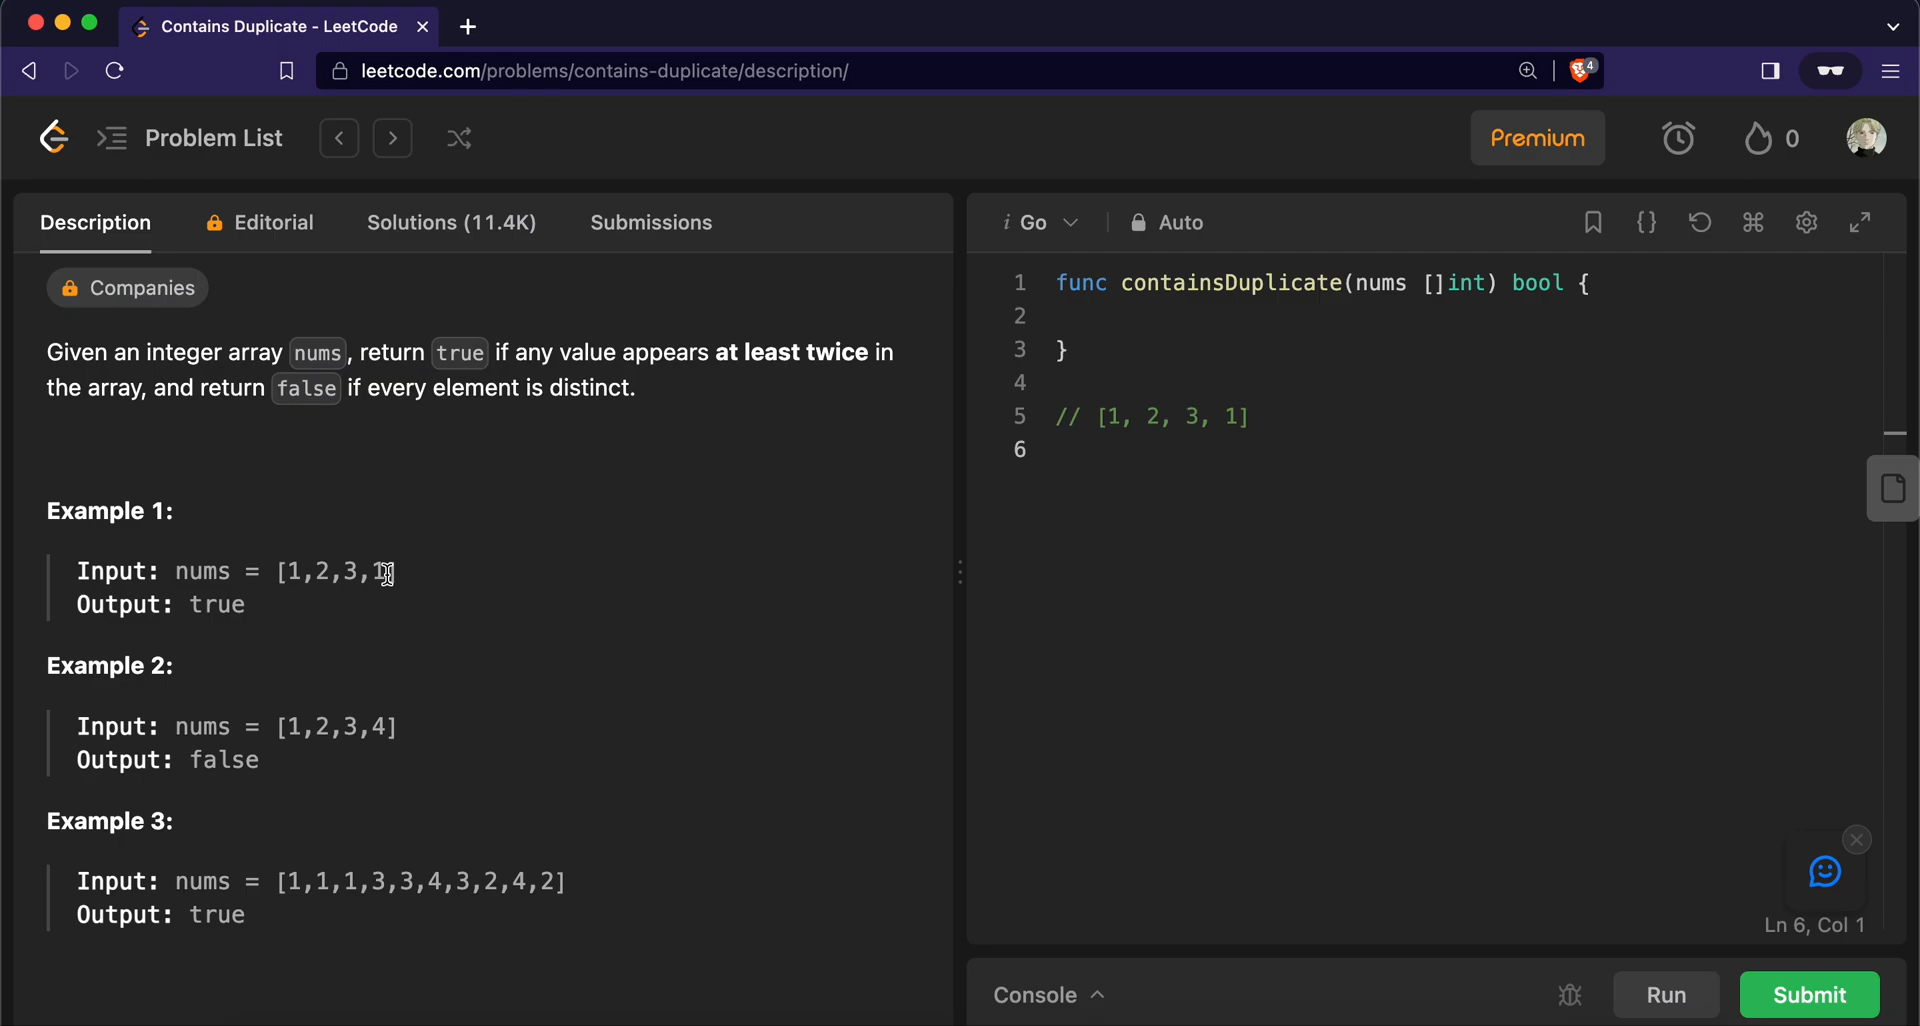 Contains Duplicate - LeetCode
leetcode.com/problems/contains-duplicate/description/
4
Problem List
Premium
0
Description
Editorial
Solutions (11.4K)
Submissions
Companies
Given an integer array nums, return true if any value appears at least twice in
the array, and return false if every element is distinct.
Example 1:
Input: nums = [1,2,3,1]
Output: true
Example 2:
Input: nums = [1,2,3,4]
Output: false
Example 3:
Input: nums = [1,1,1,3,3,4,3,2,4,2]
Output: true
i Go
Auto
1 func containsDuplicate(nums []int) bool {
2
3 }
4
5 // [1, 2, 3, 1]
6
Ln 6, Col 1
Console
Run
Submit